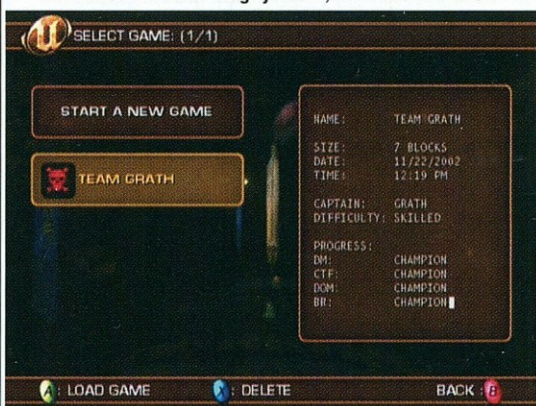 SELECT GAME: (1/1)
START A NEW GAME
TEAM GRATH
NAME: TEAM GRATH
SIZE: 7 BLOCKS
DATE: 11/22/2002
TIME: 12:19 PM
CAPTAIN: GRATH
DIFFICULTY: SKILLED
PROGRESS:
DM: CHAMPION
CTF: CHAMPION
DOM: CHAMPION
BR: CHAMPION
A : LOAD GAME X : DELETE BACK : B